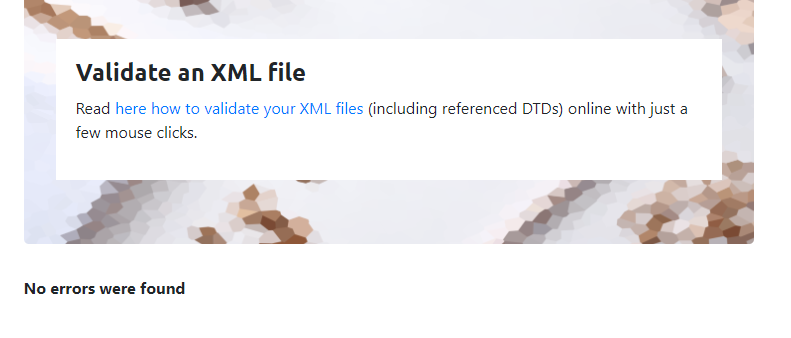 Validate an XML file
Read here how to validate your XML files (including referenced DTDs) online with just a
few mouse clicks.
No errors were found